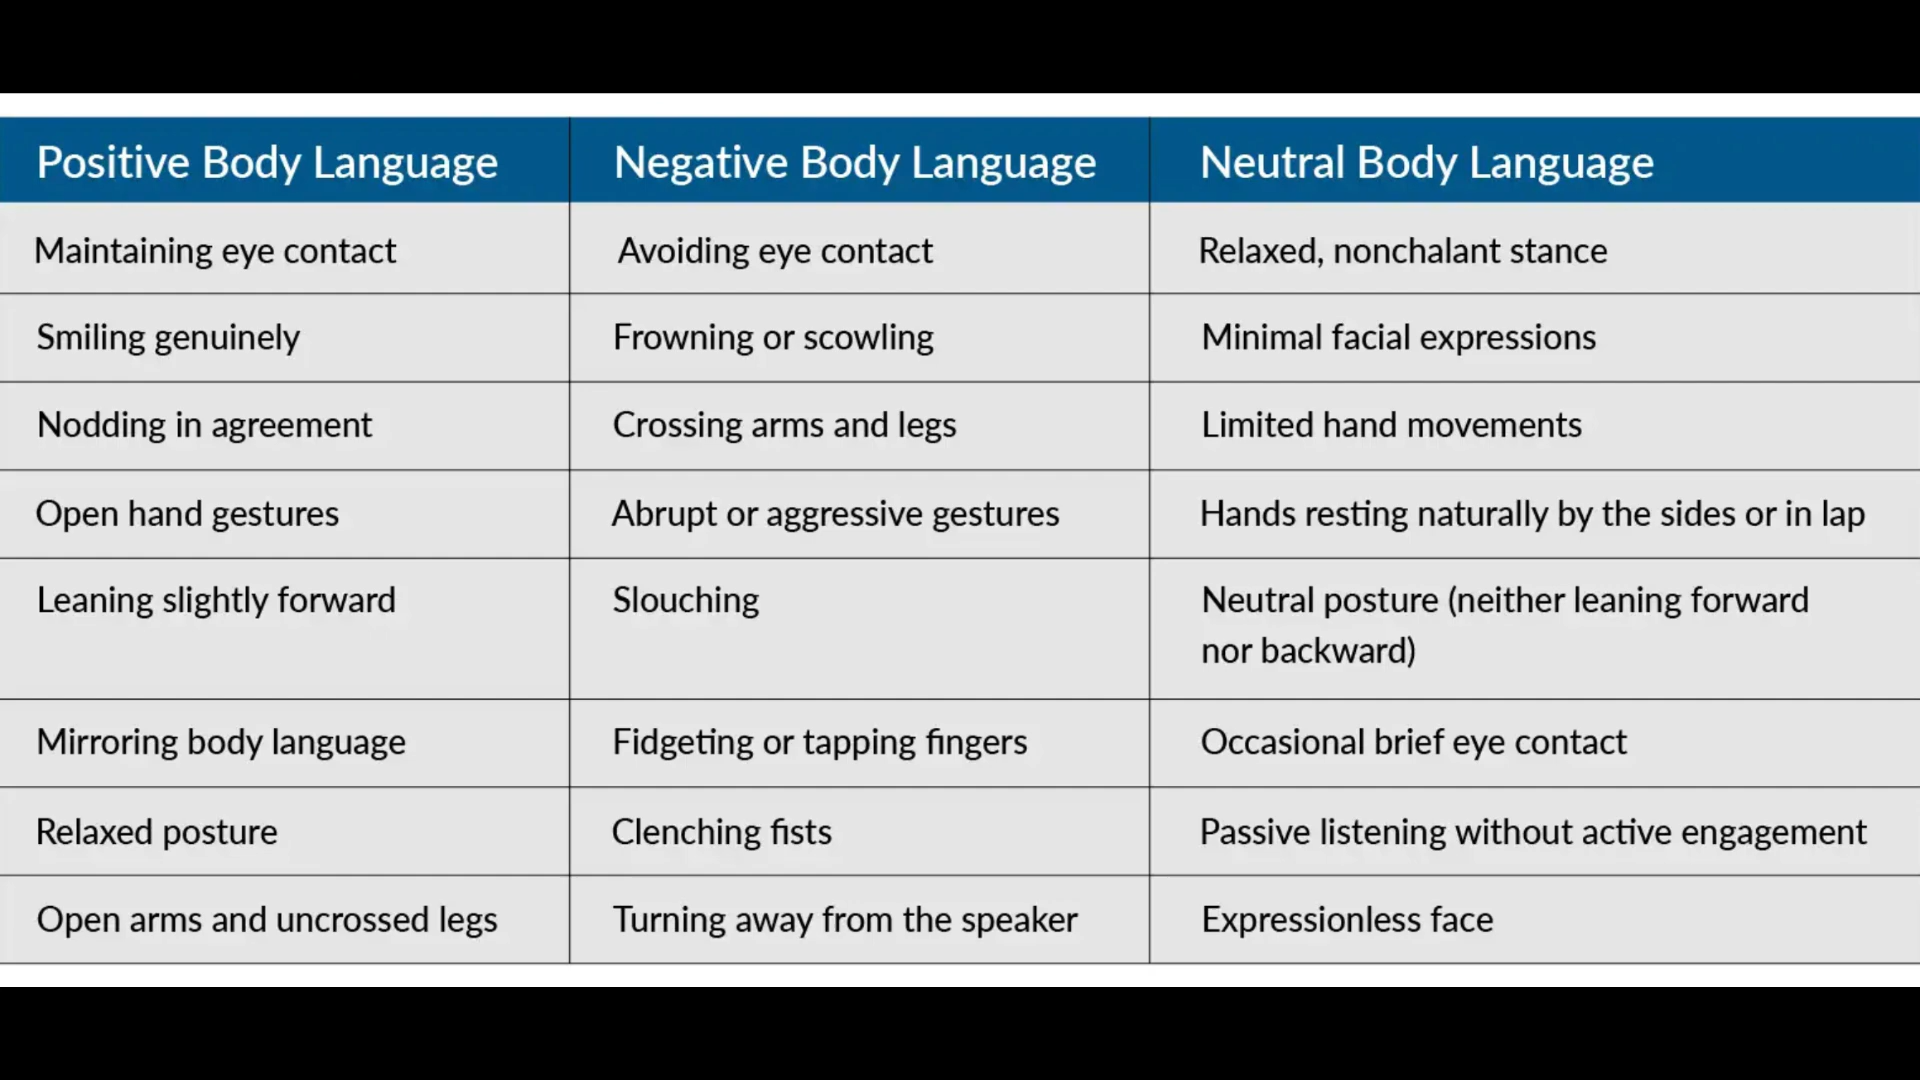 Positive Body Language Negative Body Language Neutral Body Language
Maintaining eye contact Avoiding eye contact Relaxed, nonchalant stance
Smiling genuinely Frowning or scowling Minimal facial expressions
Nodding in agreement Crossing arms and legs Limited hand movements
Open hand gestures Abrupt or aggressive gestures Hands resting naturally by the sides or in lap
Leaning slightly forward Slouching Neutral posture (neither leaning forward
nor backward)
Mirroring body language Fidgeting or tapping fingers Occasional brief eye contact
Relaxed posture Clenching fists Passive listening without active engagement
Open arms and uncrossed legs Turning away from the speaker Expressionless face